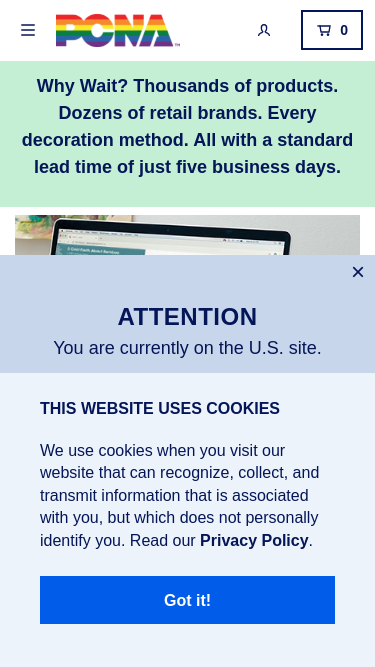 PCNA™
0
Why Wait? Thousands of products.
Dozens of retail brands. Every
decoration method. All with a standard
lead time of just five business days.
ATTENTION
You are currently on the U.S. site.
THIS WEBSITE USES COOKIES
We use cookies when you visit our
website that can recognize, collect, and
transmit information that is associated
with you, but which does not personally
identify you. Read our Privacy Policy.
Got it!